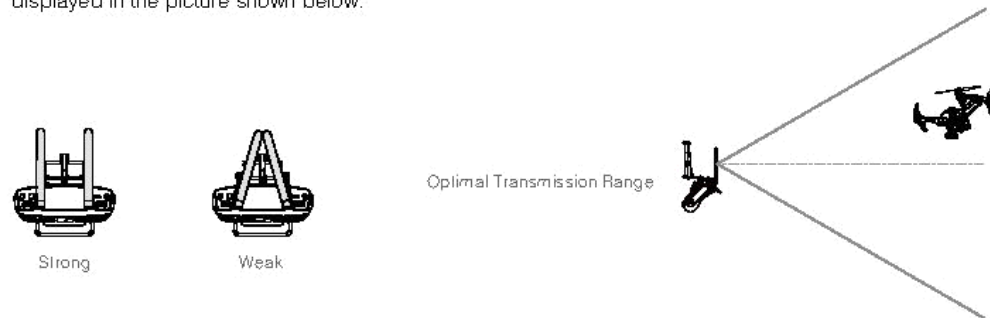 displayed in the picture shown below.
Optimal Transmission Range
Strong
Weak